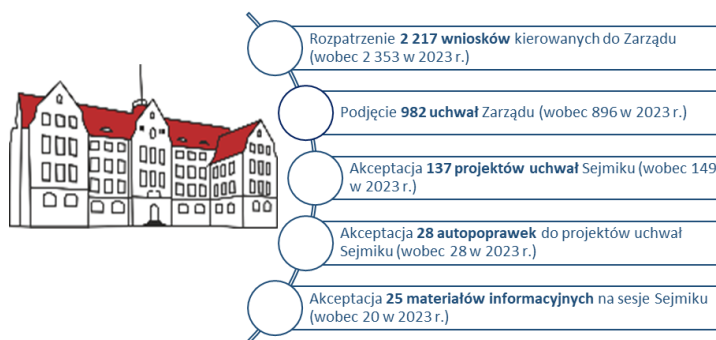 Rozpatrzenie 2 217 wniosków kierowanych do Zarządu
(wobec 2 353 w 2023 r.)
Podjęcie 982 uchwał Zarządu (wobec 896 w 2023 r.)
Akceptacja 137 projektów uchwał Sejmiku (wobec 149
w 2023 r.)
Akceptacja 28 autopoprawek do projektów uchwał
Sejmiku (wobec 28 w 2023 r.)
Akceptacja 25 materiałów informacyjnych na sesje Sejmiku
(wobec 20 w 2023 r.)